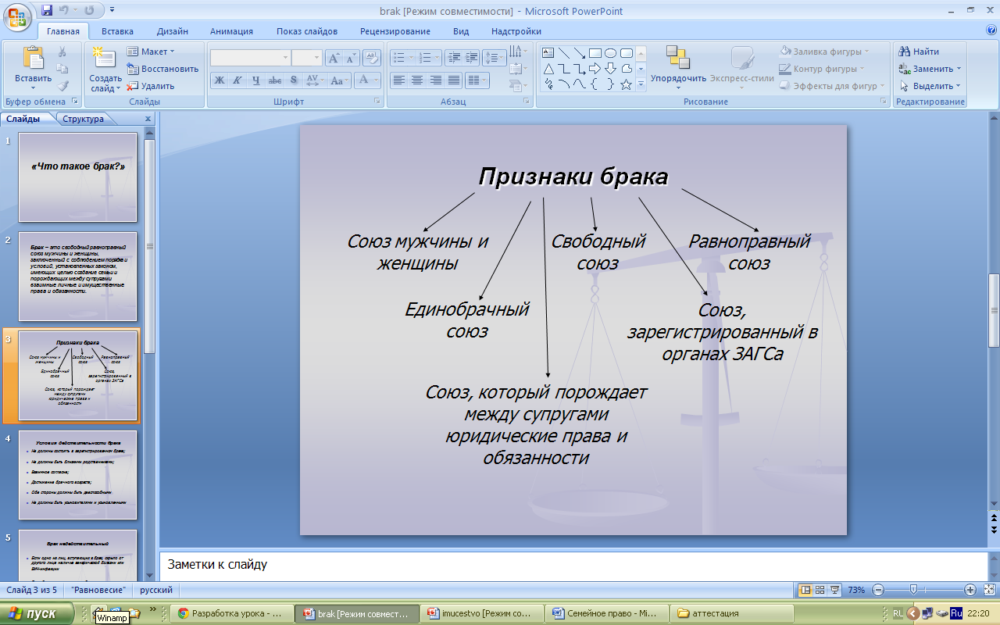 brak [Режим совместимости] - Microsoft PowerPoint
Главная Вставка Дизайн Анимация Показ слайдов Рецензирование Вид Надстройки
Вставить
Создать слайд
Макет
Восстановить
Удалить
Ж К Ч abc S AV Aa A
Упорядочить
Экспресс-стили
Заливка фигуры
Контур фигуры
Эффекты для фигур
Найти
Заменить
Выделить
Буфер обмена Слайды Шрифт Абзац Рисование Редактирование
Слайды Структура x
1
«Что такое брак?»
2
Брак – это свободный равноправный
союз мужчины и женщины,
заключенный с соблюдением порядка и
условий, установленных законом,
имеющих целью создание семьи и
порождающих между супругами
взаимные личные и имущественные
права и обязанности.
3
Признаки брака
Союз мужчины и
женщины
Свободный
союз
Равноправный
союз
Единобрачный
союз
Союз,
зарегистрированный в
органах ЗАГСа
Союз, который порождает
между супругами
юридические права и
обязанности
4
Условия действительности брака
Не должны состоять в зарегистрированном браке;
Не должны быть близкими родственниками;
Взаимное согласие;
Достижение брачного возраста;
Обе стороны должны быть дееспособными
Не должны быть усыновителями и усыновленными
5
Брак недействительный
Если одно из лиц, вступающих в брак, скрыло от
другого лица наличие венерической болезни или
ВИЧ-инфекции
Признаки брака
Союз мужчины и
женщины
Свободный
союз
Равноправный
союз
Единобрачный
союз
Союз,
зарегистрированный в
органах ЗАГСа
Союз, который порождает
между супругами
юридические права и
обязанности
Заметки к слайду
Слайд 3 из 5 "Равновесие" русский 73%
пуск
Winamp
Разработка урока - ...
brak [Режим совмест...
imucestvo [Режим со...
Семейное право - Mi...
аттестация
RL Ru 22:20